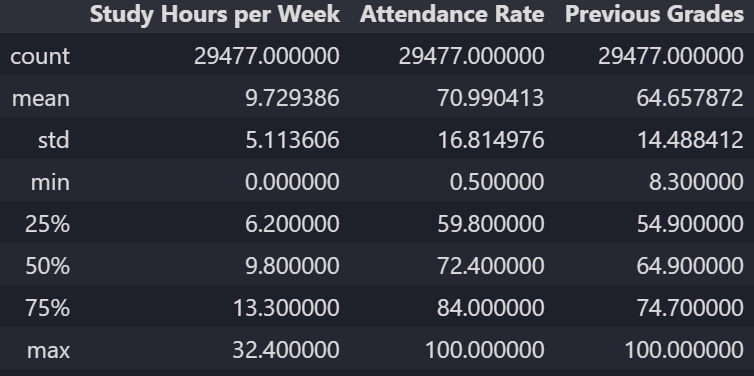 Study Hours per Week Attendance Rate Previous Grades
count 29477.000000 29477.000000 29477.000000
mean 9.729386 70.990413 64.657872
std 5.113606 16.814976 14.488412
min 0.000000 0.500000 8.300000
25% 6.200000 59.800000 54.900000
50% 9.800000 72.400000 64.900000
75% 13.300000 84.000000 74.700000
max 32.400000 100.000000 100.000000